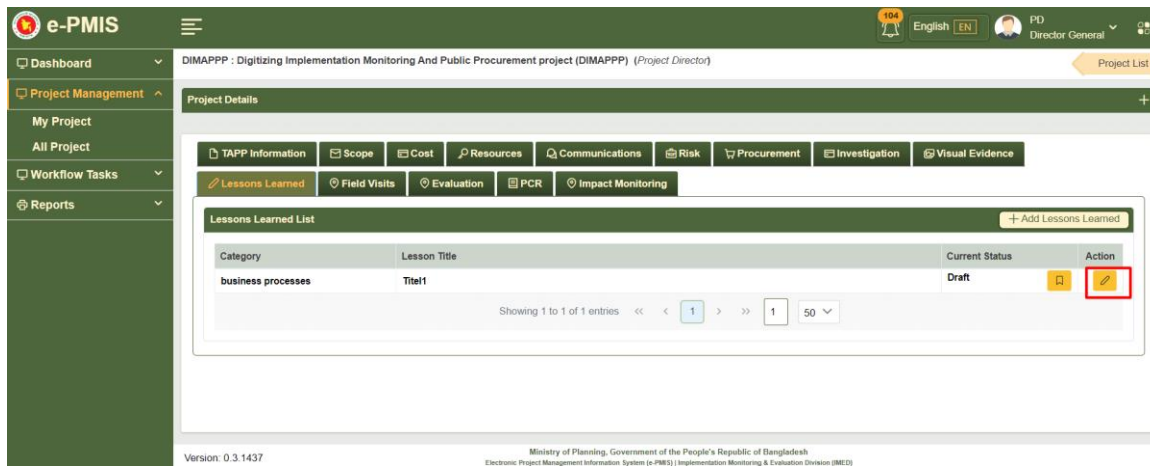 e-PMIS
104
English EN
PD
Director General
Dashboard
Project Management
My Project
All Project
Workflow Tasks
Reports
DIMAPPP : Digitizing Implementation Monitoring And Public Procurement project (DIMAPPP) (Project Director)
Project List
Project Details
TAPP Information Scope Cost Resources Communications Risk Procurement Investigation Visual Evidence
Lessons Learned Field Visits Evaluation PCR Impact Monitoring
Lessons Learned List
+ Add Lessons Learned
Category Lesson Title Current Status Action
business processes Titel1 Draft
Showing 1 to 1 of 1 entries << < 1 > >> 1 50
Version: 0.3.1437
Ministry of Planning, Government of the People's Republic of Bangladesh
Electronic Project Management Information System (e-PMIS) | Implementation Monitoring & Evaluation Division (IMED)